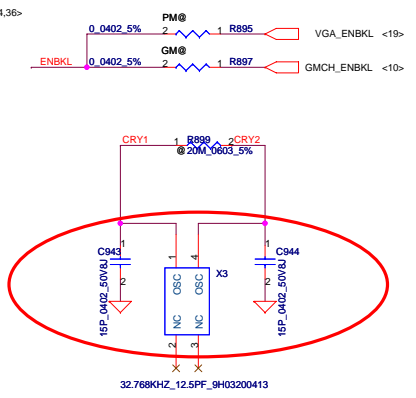 4,36>
PM@
0_0402_5% 2 1 R895 VGA_ENBKL <19>
GM@
ENBKL 0_0402_5% 2 1 R897 GMCH_ENBKL <10>
CRY1 1 R899 2 CRY2
@20M_0603_5%
C943 1 2 15P_0402_50V8J
1 OSC 4 OSC X3
2 NC 3 NC
C944 1 2 15P_0402_50V8J
32.768KHZ_12.5PF_9H03200413